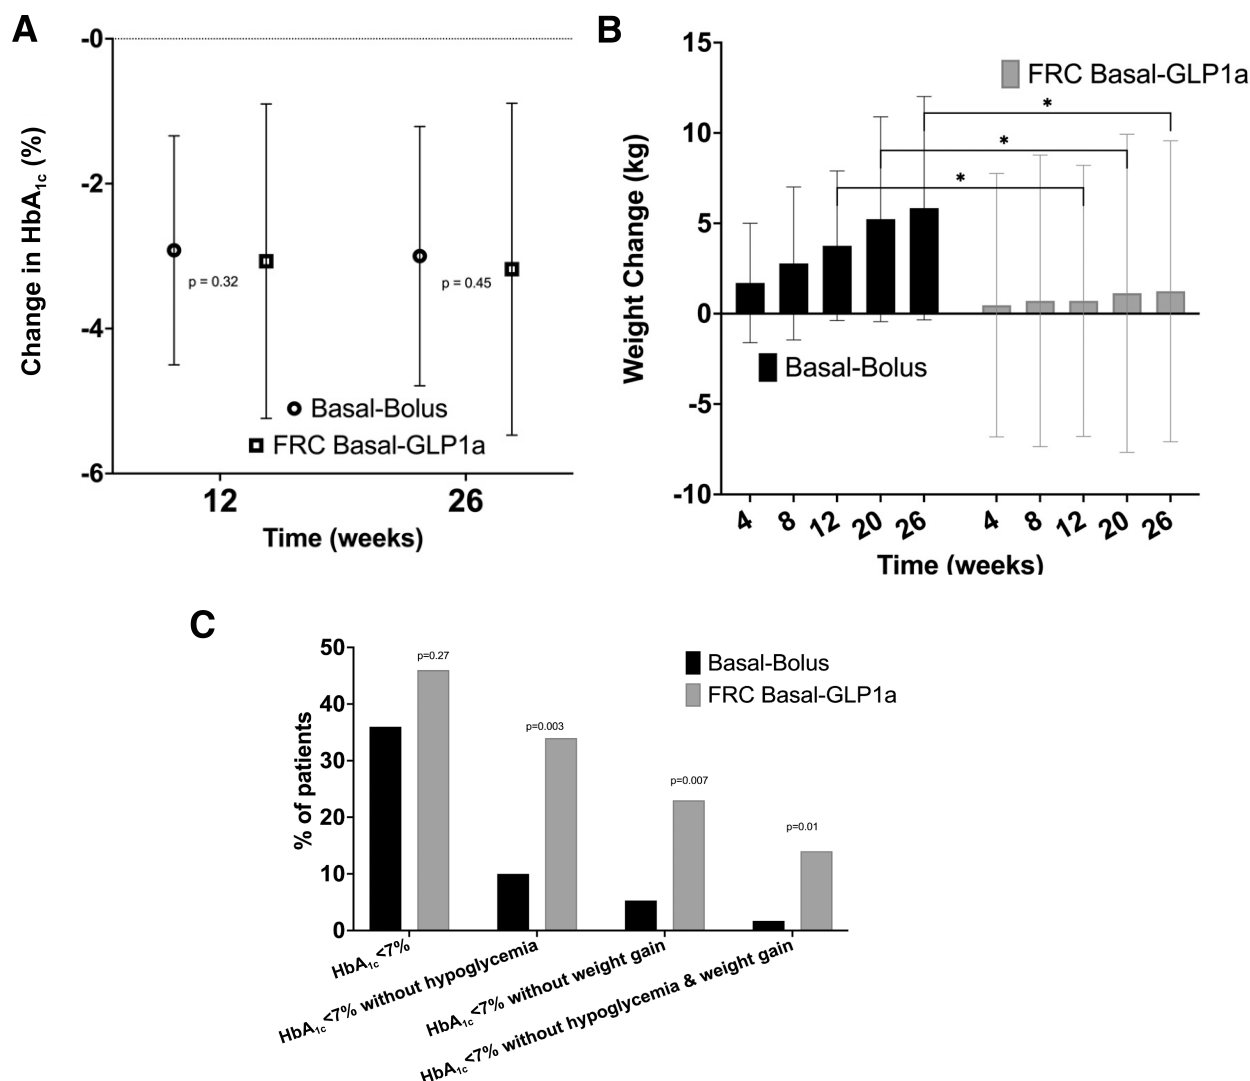 A
-0
-2
-4
-6
Change in HbA1c (%)
p = 0.32
p = 0.45
Basal-Bolus
FRC Basal-GLP1a
12
26
Time (weeks)
B
15
10
5
0
-5
-10
Weight Change (kg)
FRC Basal-GLP1a
*
*
*
Basal-Bolus
4 8 12 20 26 4 8 12 20 26
Time (weeks)
C
50
40
30
20
10
0
% of patients
p=0.27
p=0.003
p=0.007
p=0.01
Basal-Bolus
FRC Basal-GLP1a
HbA1c<7%
HbA1c<7% without hypoglycemia
HbA1c<7% without weight gain
HbA1c<7% without hypoglycemia & weight gain